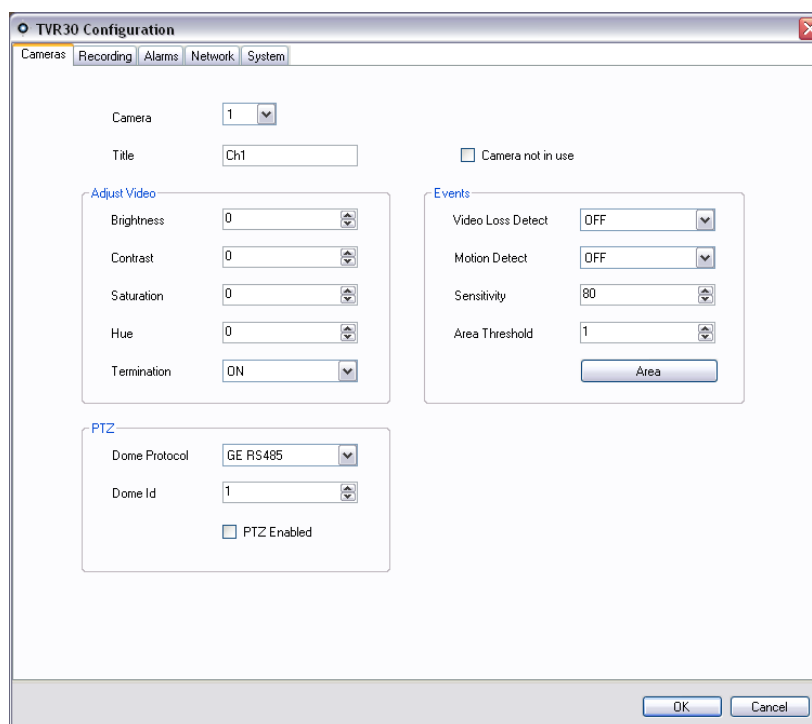 TVR30 Configuration
Cameras Recording Alarms Network System
Camera 1
Title Ch1 Camera not in use
Adjust Video
Brightness 0
Contrast 0
Saturation 0
Hue 0
Termination ON
Events
Video Loss Detect OFF
Motion Detect OFF
Sensitivity 80
Area Threshold 1
Area
PTZ
Dome Protocol GE RS485
Dome Id 1
PTZ Enabled
OK Cancel